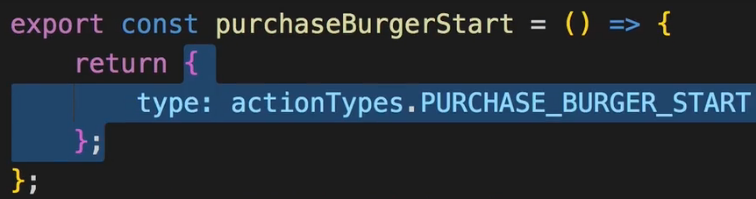 export const purchaseBurgerStart = () => {
    return {
        type: actionTypes.PURCHASE_BURGER_START
    };
};